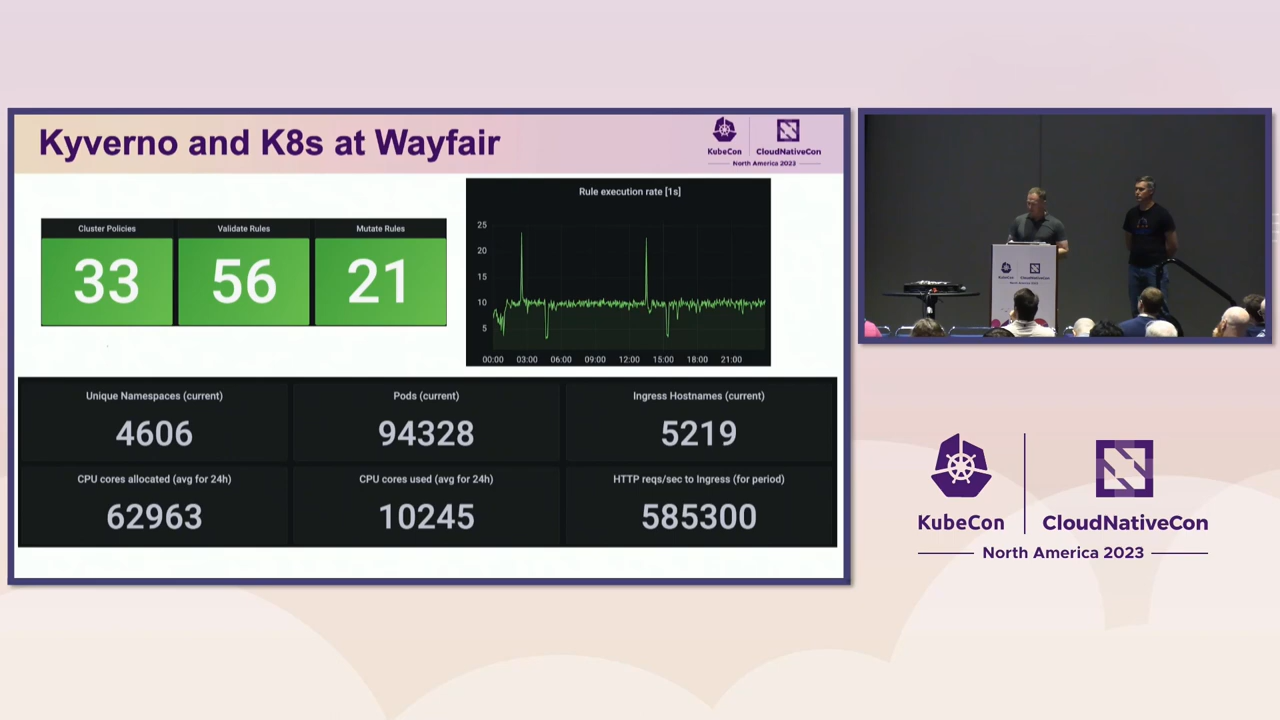 Kyverno and K8s at Wayfair
KubeCon
CloudNativeCon
North America 2023
Cluster Policies
Validate Rules
Mutate Rules
33
56
21
Rule execution rate [1s]
25
20
15
10
5
00:00 03:00 06:00 09:00 12:00 15:00 18:00 21:00
Unique Namespaces (current)
Pods (current)
Ingress Hostnames (current)
4606
94328
5219
CPU cores allocated (avg for 24h)
CPU cores used (avg for 24h)
HTTP reqs/sec to Ingress (for period)
62963
10245
585300
KubeCon
CloudNativeCon
North America 2023